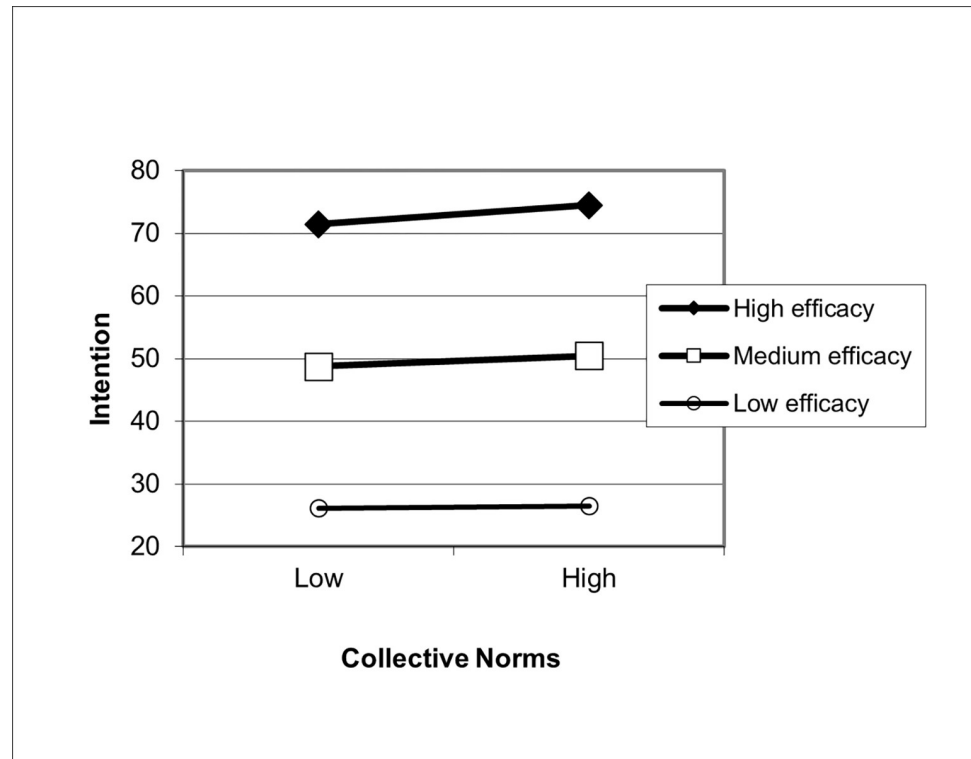 80
70
60
50
40
30
20
Intention
Low
High
Collective Norms
High efficacy
Medium efficacy
Low efficacy